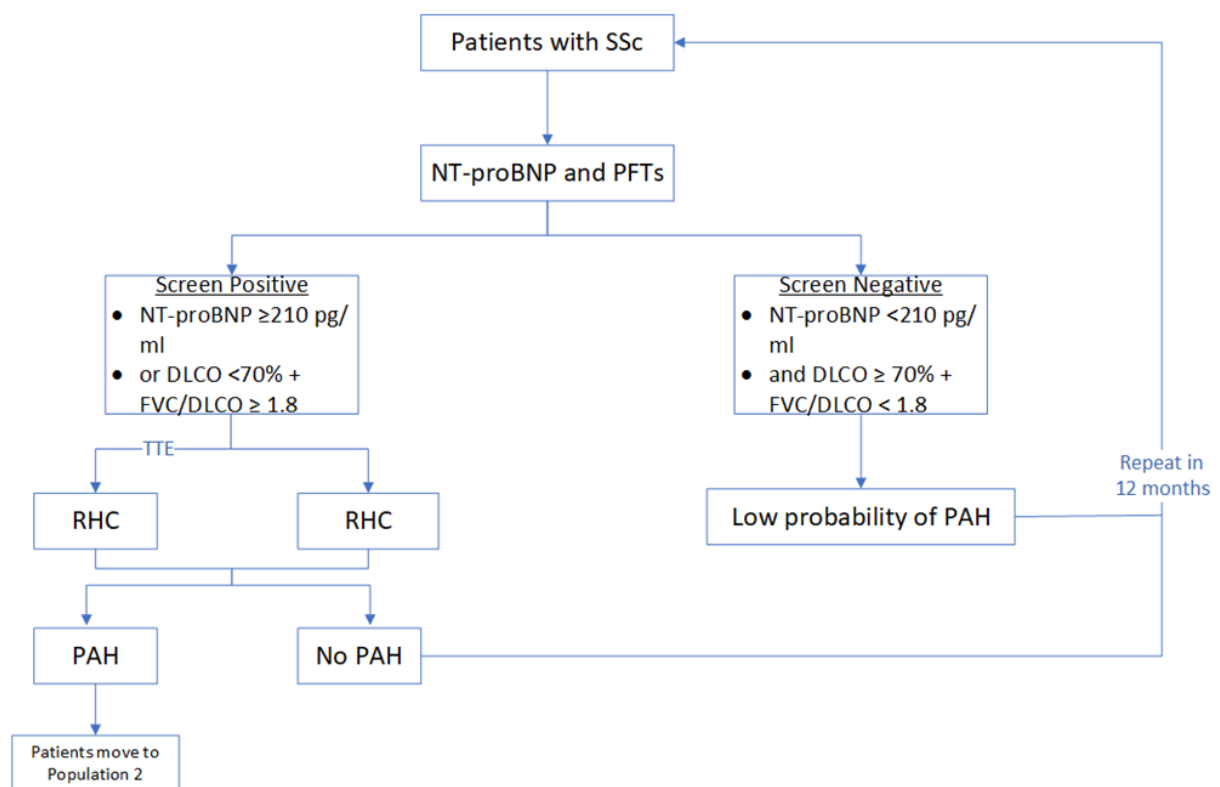 Patients with SSc
NT-proBNP and PFTs
Screen Positive
• NT-proBNP ≥210 pg/
ml
• or DLCO <70% +
FVC/DLCO ≥ 1.8
Screen Negative
• NT-proBNP <210 pg/
ml
• and DLCO ≥ 70% +
FVC/DLCO < 1.8
TTE
Repeat in
12 months
RHC
RHC
Low probability of PAH
PAH
No PAH
Patients move to
Population 2